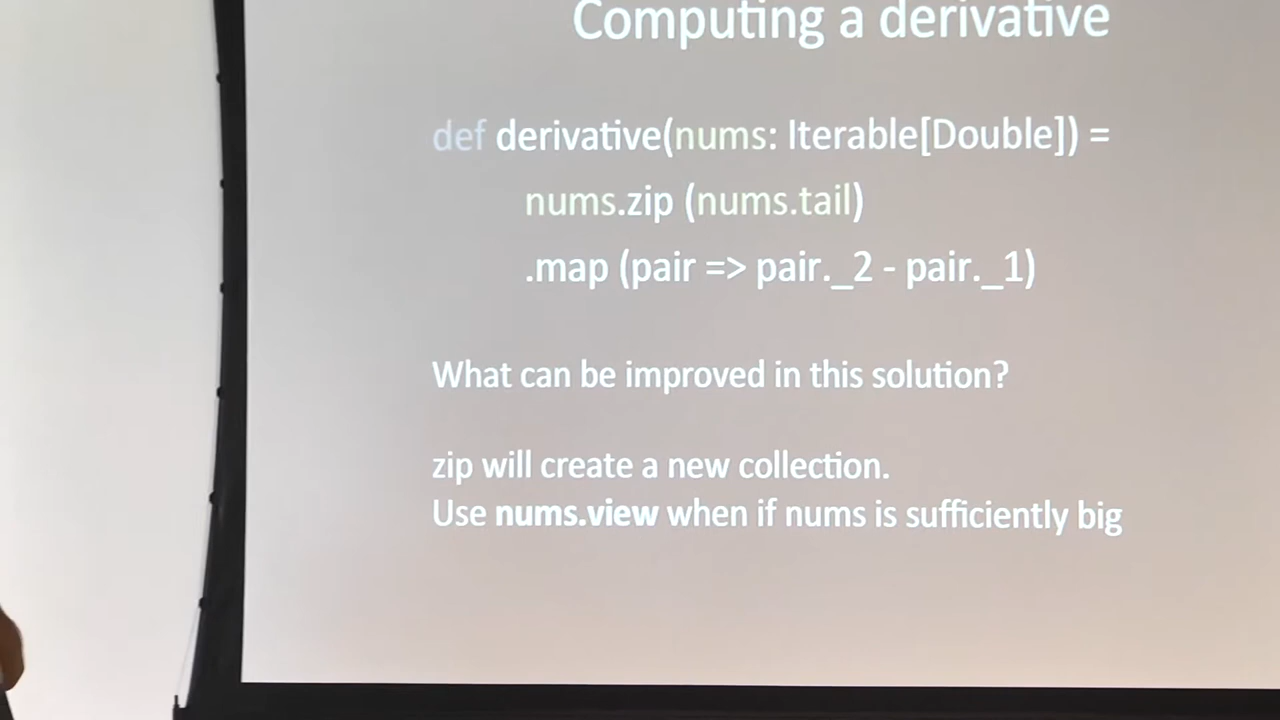 Computing a derivative
def derivative(nums: Iterable[Double]) =
nums.zip (nums.tail)
.map (pair => pair._2 - pair._1)
What can be improved in this solution?
zip will create a new collection.
Use nums.view when if nums is sufficiently big